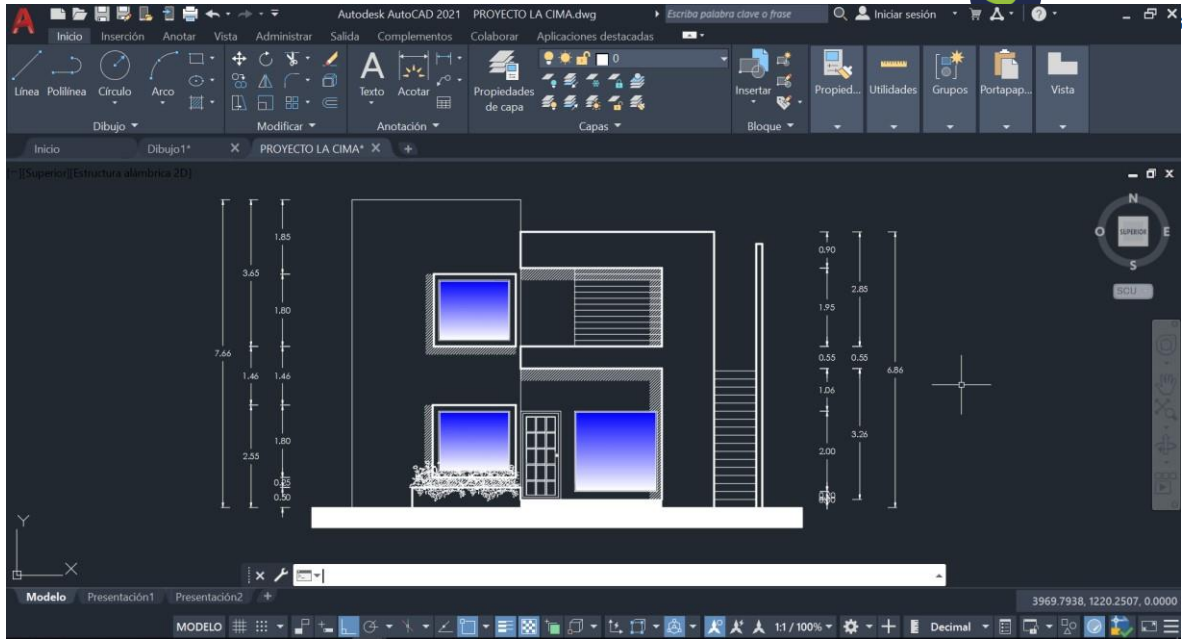 Autodesk AutoCAD 2021 PROYECTO LA CIMA.dwg
Escriba palabra clave o frase
Iniciar sesión
Inicio Inserción Anotar Vista Administrar Salida Complementos Colaborar Aplicaciones destacadas
0
Línea Polilínea Círculo Arco
Texto Acotar
Propiedades de capa
Insertar
Propied... Utilidades Grupos Portapap... Vista
Dibujo Modificar Anotación Capas Bloque
Inicio Dibujo1* PROYECTO LA CIMA* +
[−][Superior][Estructura alámbrica 2D]
N
O SUPERIOR E
S
SCU
1.85
0.90
3.65
2.85
1.80
1.95
7.66
0.55 0.55
1.46 1.46
6.86
1.06
1.80
3.26
2.55
2.00
0.50
Y
X
Modelo Presentación1 Presentación2 +
3969.7938, 1220.2507, 0.0000
MODELO
1:1 / 100%
Decimal